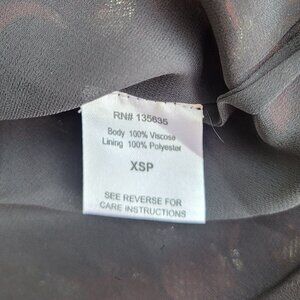 RN# 135635
Body 100% Viscose
Lining 100% Polyester
XSP
SEE REVERSE FOR
CARE INSTRUCTIONS